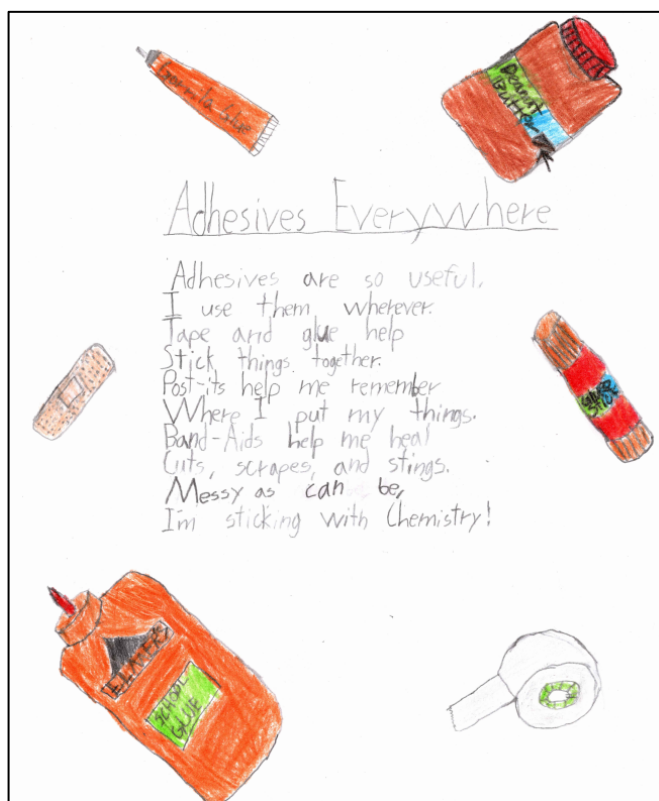 Gorilla Glue
Peanut
Butter
Adhesives Everywhere
Adhesives are so useful.
I use them wherever.
Tape and glue help
Stick things together.
Post-its help me remember
Where I put my things.
Band-Aids help me heal
Cuts, scrapes, and stings.
Messy as can be,
I'm sticking with Chemistry!
STICK
SCHOOL
GLUE